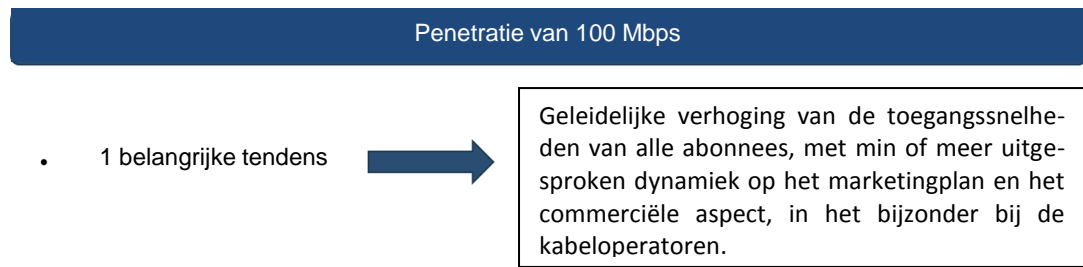 Penetratie van 100 Mbps
• 1 belangrijke tendens
Geleidelijke verhoging van de toegangssnelhe-
den van alle abonnees, met min of meer uitge-
sproken dynamiek op het marketingplan en het
commerciële aspect, in het bijzonder bij de
kabeloperatoren.